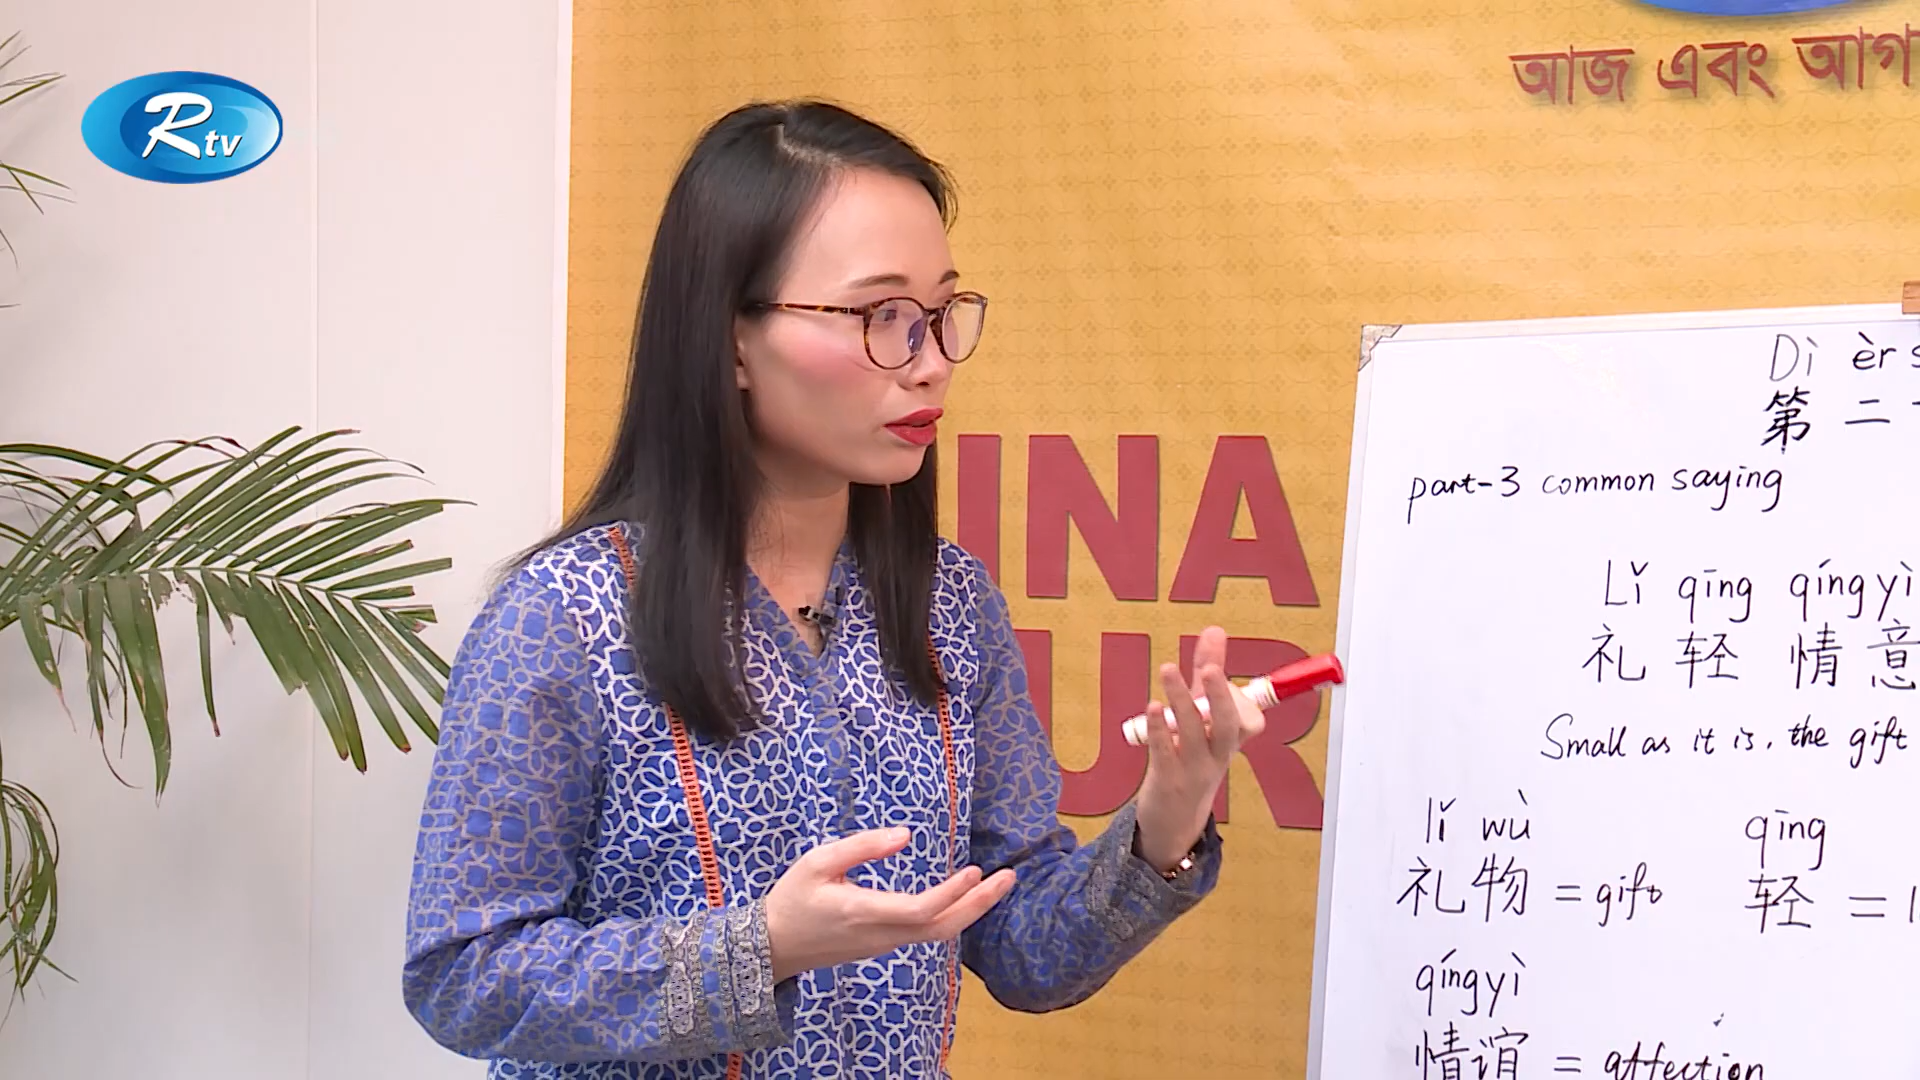 Rtv
আজ এবং আগা
INA
UR
Dì èr s
第 二
part-3 common saying
Lǐ qīng qíngyì
礼 轻 情 意
Small as it is, the gift
lǐ wù qīng
礼物 = gift 轻 = l
qíngyì
情谊 = affection